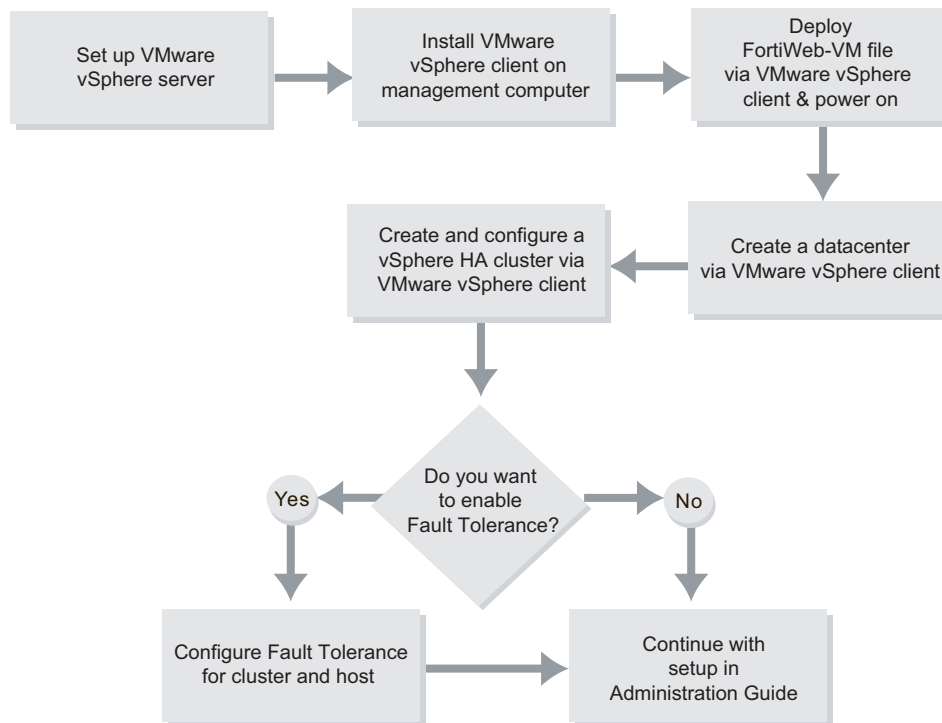 Set up VMware
vSphere server
Install VMware
vSphere client on
management computer
Deploy
FortiWeb-VM file
via VMware vSphere
client & power on
Create a datacenter
via VMware vSphere client
Create and configure a
vSphere HA cluster via
VMware vSphere client
Do you want
to enable
Fault Tolerance?
Yes
No
Configure Fault Tolerance
for cluster and host
Continue with
setup in
Administration Guide